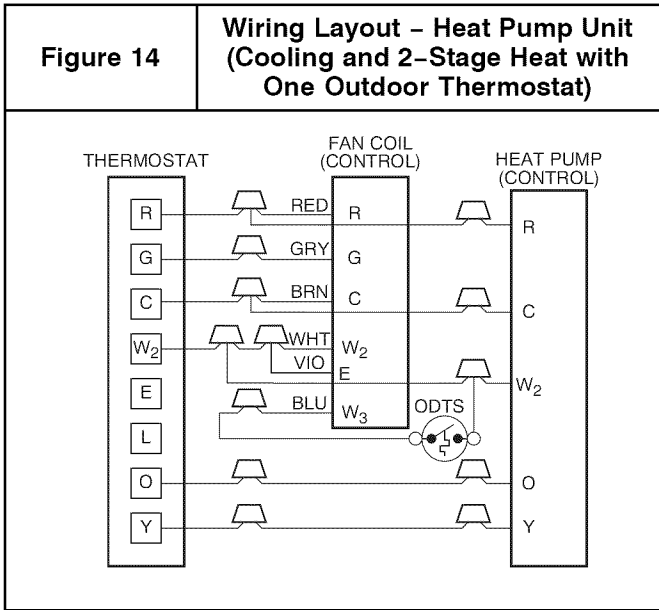 Figure 14
Wiring Layout – Heat Pump Unit
(Cooling and 2–Stage Heat with
One Outdoor Thermostat)
THERMOSTAT
FAN COIL
(CONTROL)
HEAT PUMP
(CONTROL)
R
RED
R
R
G
GRY
G
C
BRN
C
C
W2
WHT
W2
VIO
E
W2
E
BLU
W3
ODTS
L
O
O
Y
Y